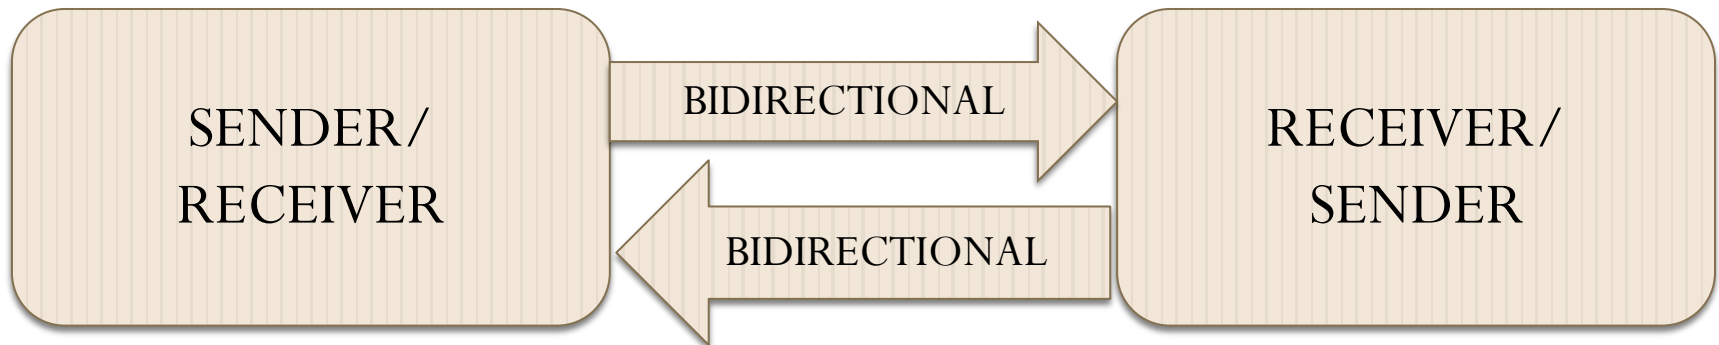 SENDER/
RECEIVER
BIDIRECTIONAL
BIDIRECTIONAL
RECEIVER/
SENDER